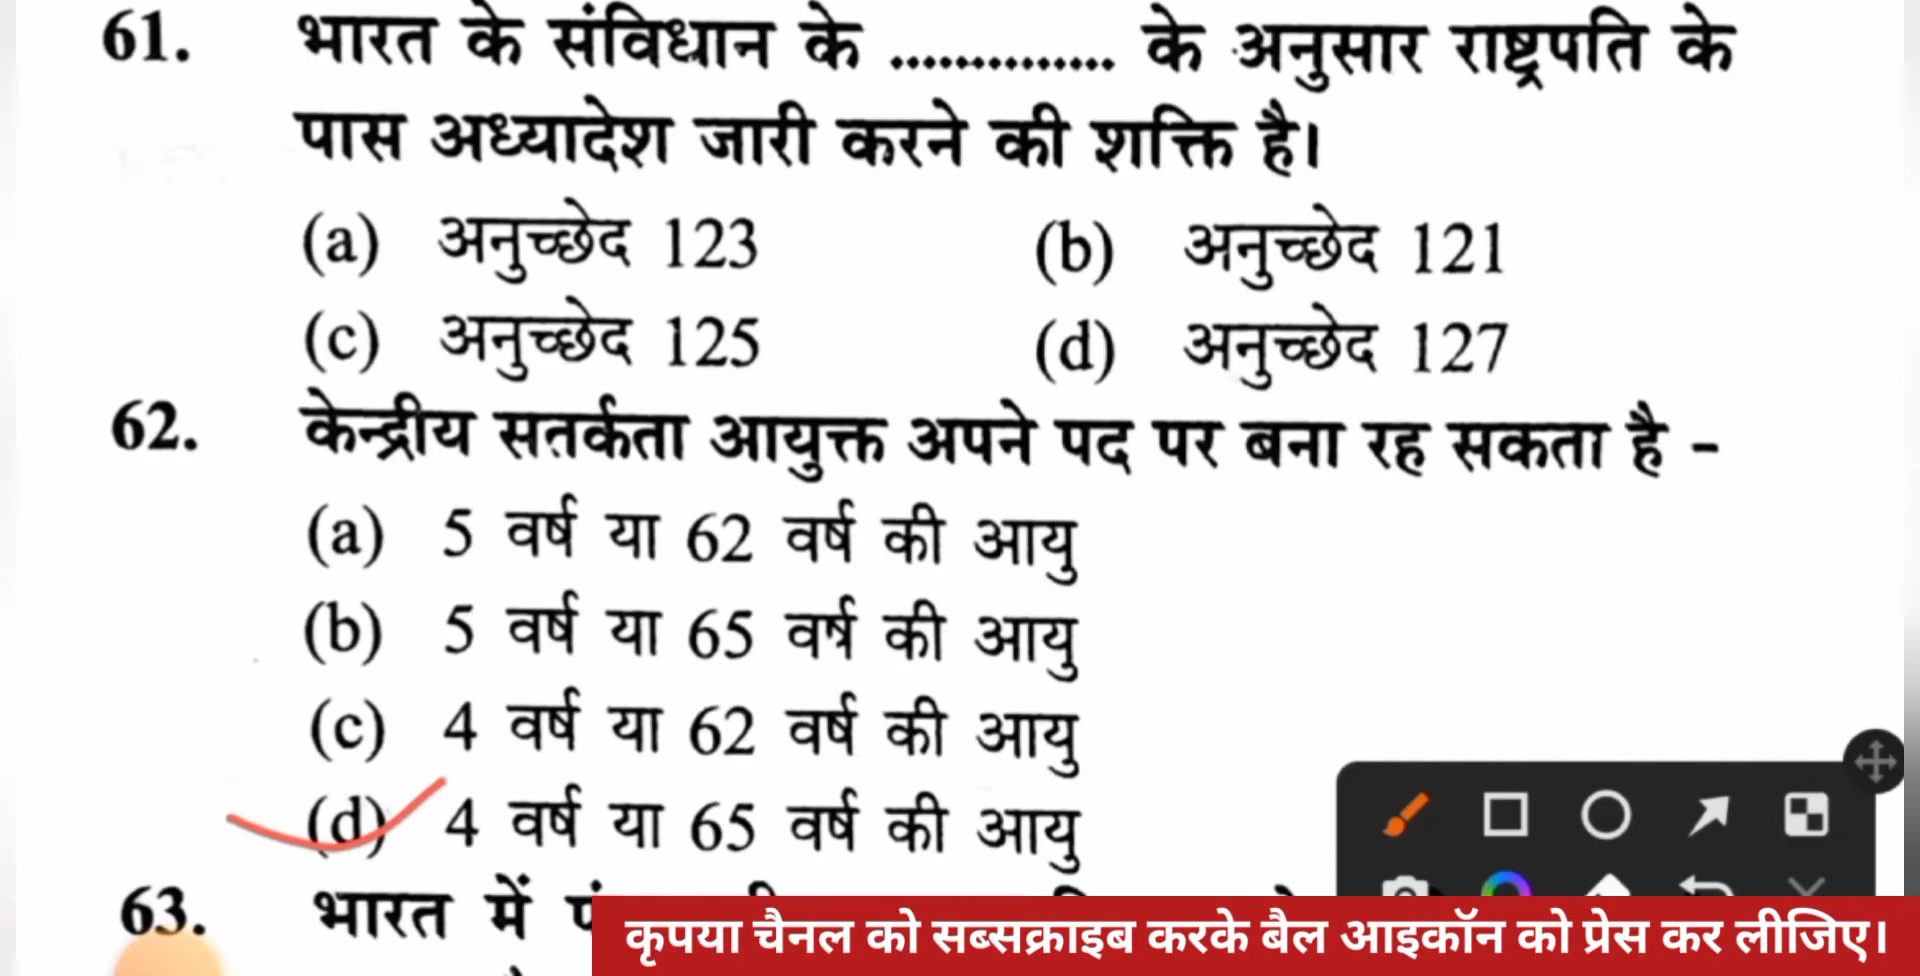 61. भारत के संविधान के .............. के अनुसार राष्ट्रपति के
पास अध्यादेश जारी करने की शक्ति है।
(a) अनुच्छेद 123 (b) अनुच्छेद 121
(c) अनुच्छेद 125 (d) अनुच्छेद 127
62. केन्द्रीय सतर्कता आयुक्त अपने पद पर बना रह सकता है –
(a) 5 वर्ष या 62 वर्ष की आयु
(b) 5 वर्ष या 65 वर्ष की आयु
(c) 4 वर्ष या 62 वर्ष की आयु
(d) 4 वर्ष या 65 वर्ष की आयु
63. भारत में
कृपया चैनल को सब्सक्राइब करके बैल आइकॉन को प्रेस कर लीजिए।